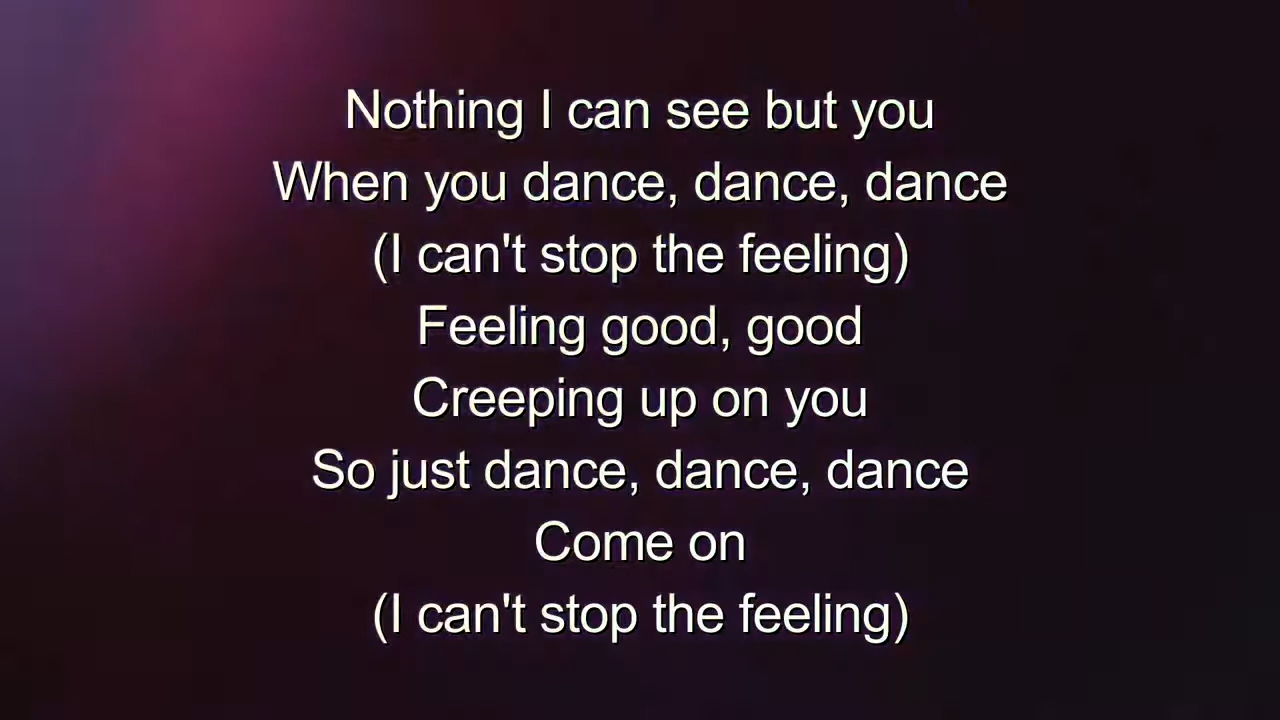 Nothing I can see but you
When you dance, dance, dance
(I can't stop the feeling)
Feeling good, good
Creeping up on you
So just dance, dance, dance
Come on
(I can't stop the feeling)